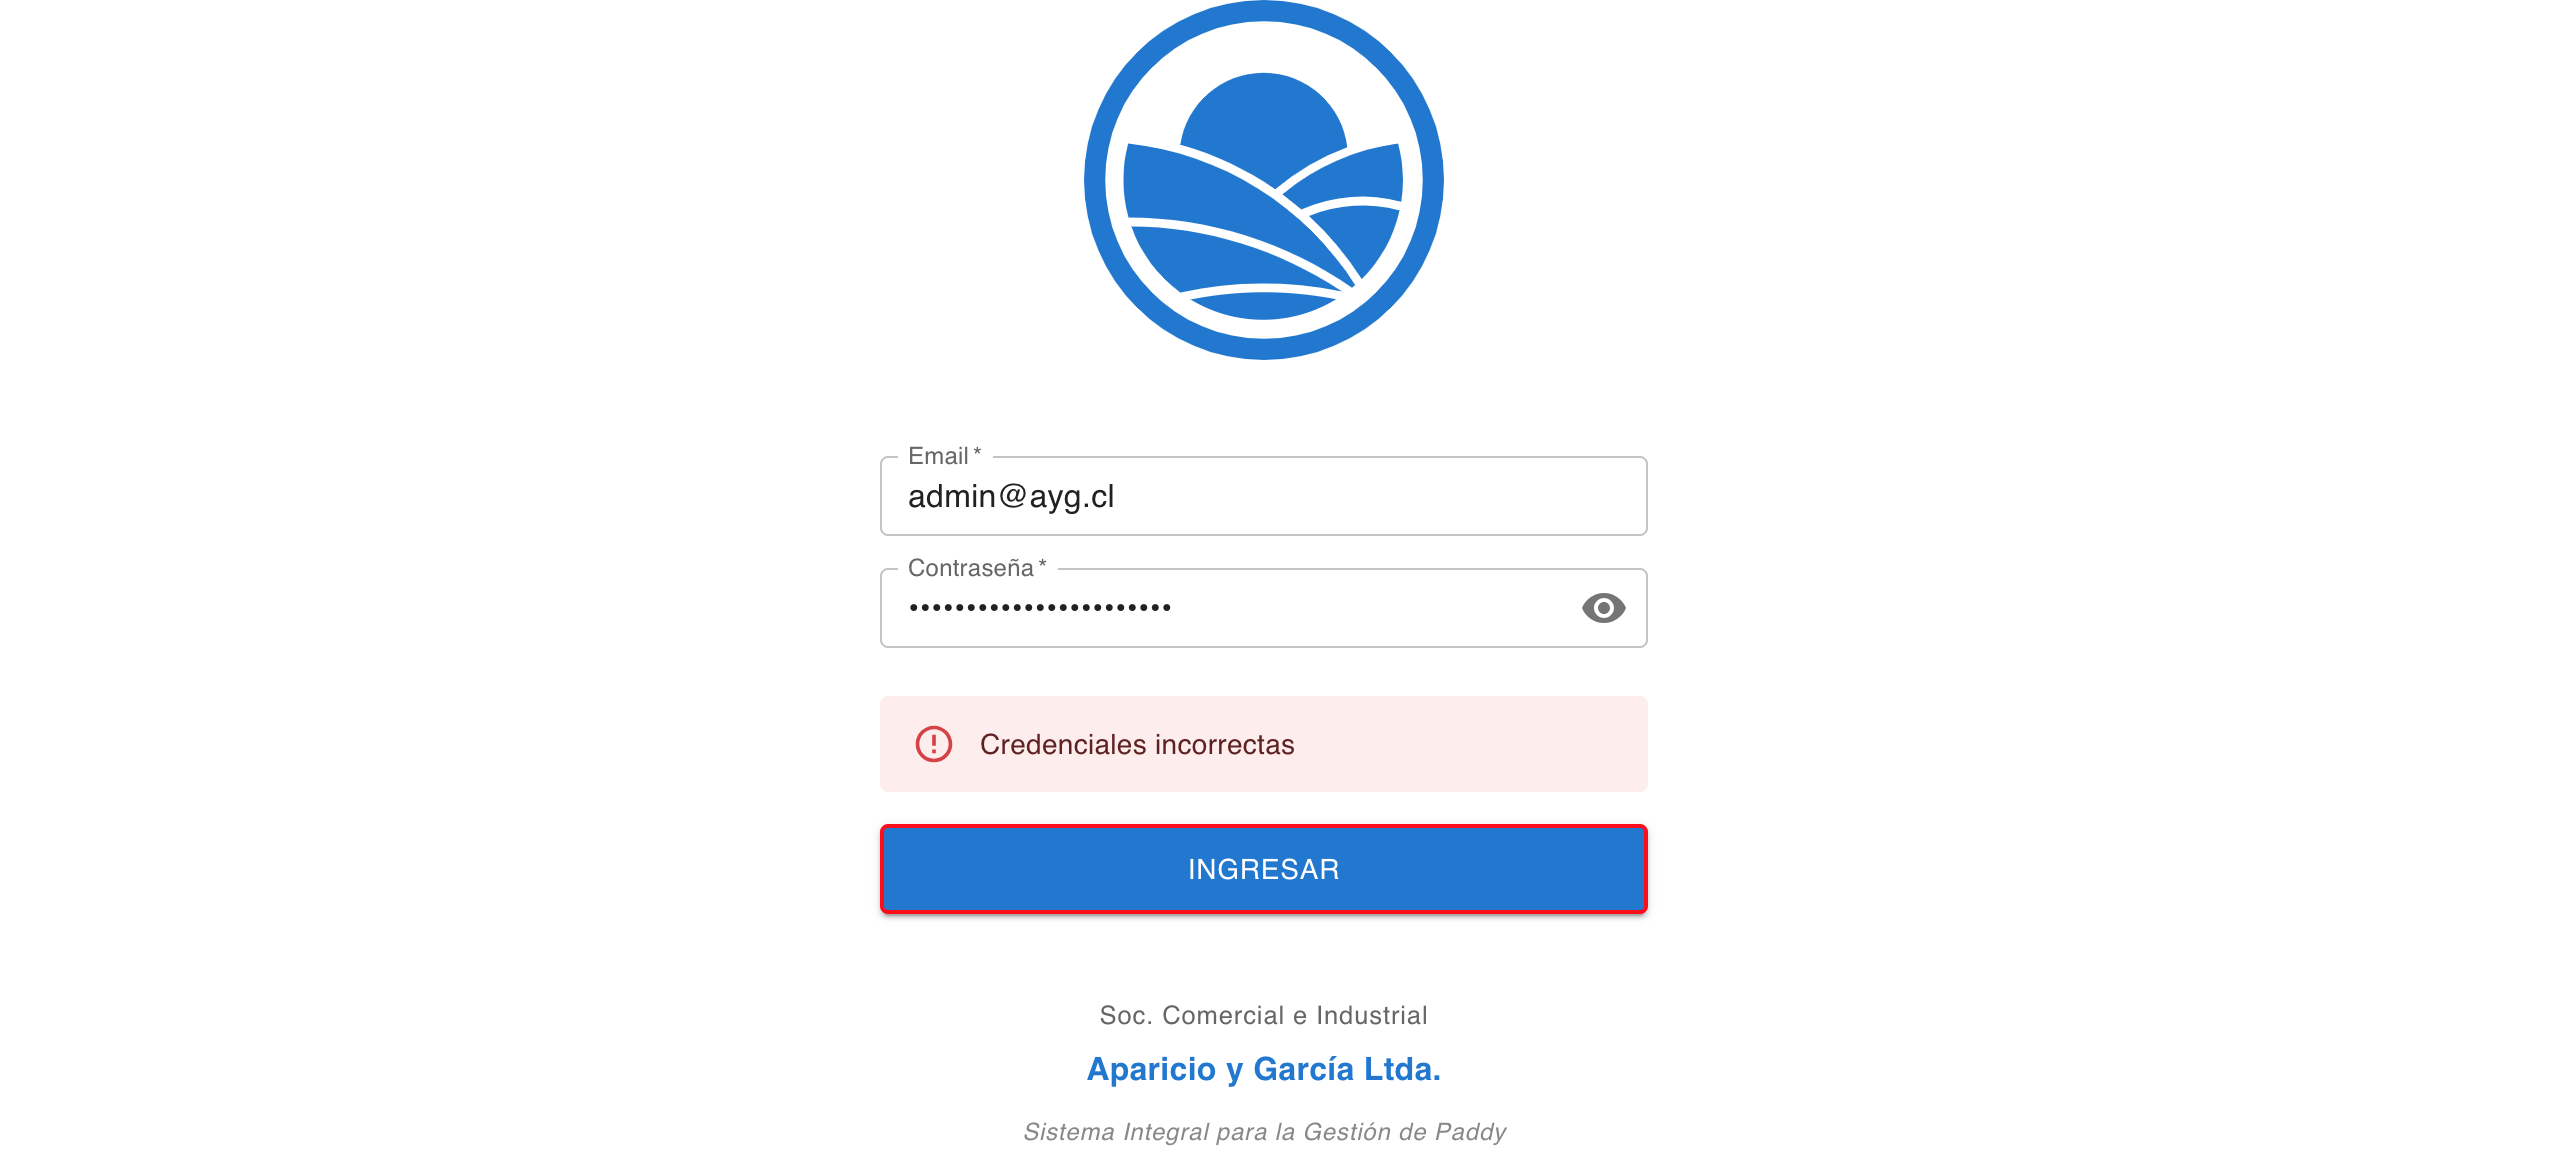 Email *
admin@ayg.cl
Contraseña *
•••••••••••••••••••••••
Credenciales incorrectas
INGRESAR
Soc. Comercial e Industrial
Aparicio y García Ltda.
Sistema Integral para la Gestión de Paddy